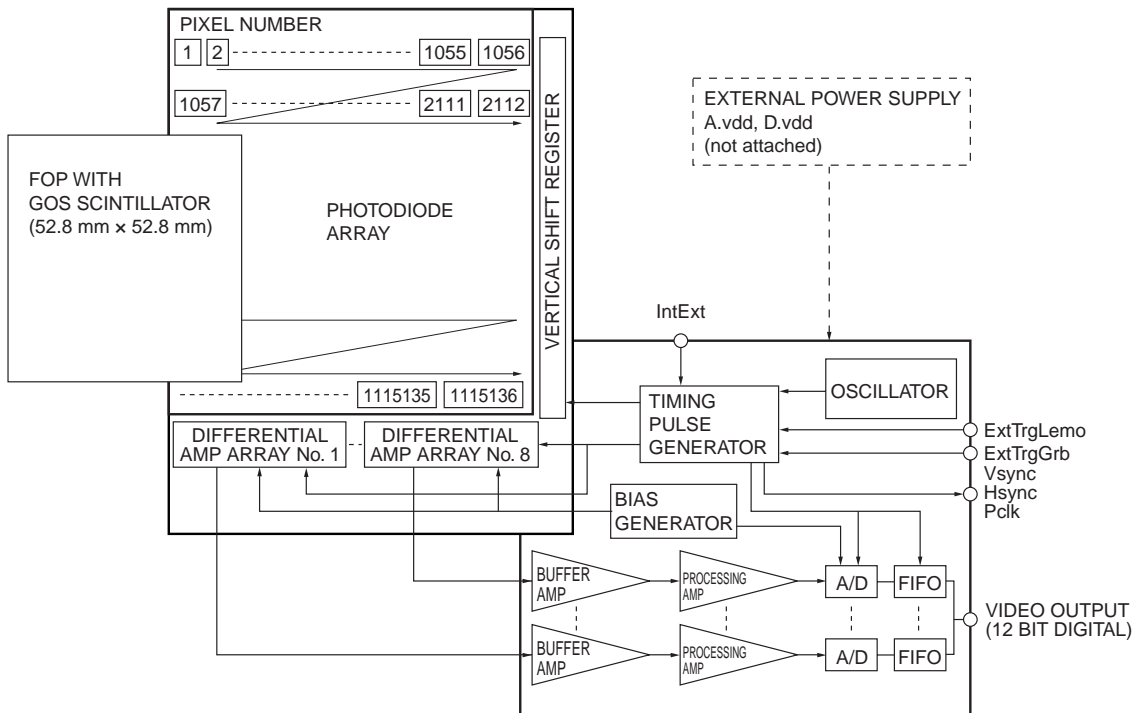 PIXEL NUMBER
1 2 1055 1056
1057 2111 2112
EXTERNAL POWER SUPPLY
A.vdd, D.vdd
(not attached)
FOP WITH
GOS SCINTILLATOR
(52.8 mm × 52.8 mm)
PHOTODIODE
ARRAY
VERTICAL SHIFT REGISTER
IntExt
1115135 1115136
TIMING
PULSE
GENERATOR
OSCILLATOR
DIFFERENTIAL
AMP ARRAY No. 1
DIFFERENTIAL
AMP ARRAY No. 8
ExtTrgLemo
ExtTrgGrb
Vsync
Hsync
Pclk
BIAS
GENERATOR
BUFFER
AMP
PROCESSING
AMP
A/D
FIFO
VIDEO OUTPUT
(12 BIT DIGITAL)
BUFFER
AMP
PROCESSING
AMP
A/D
FIFO